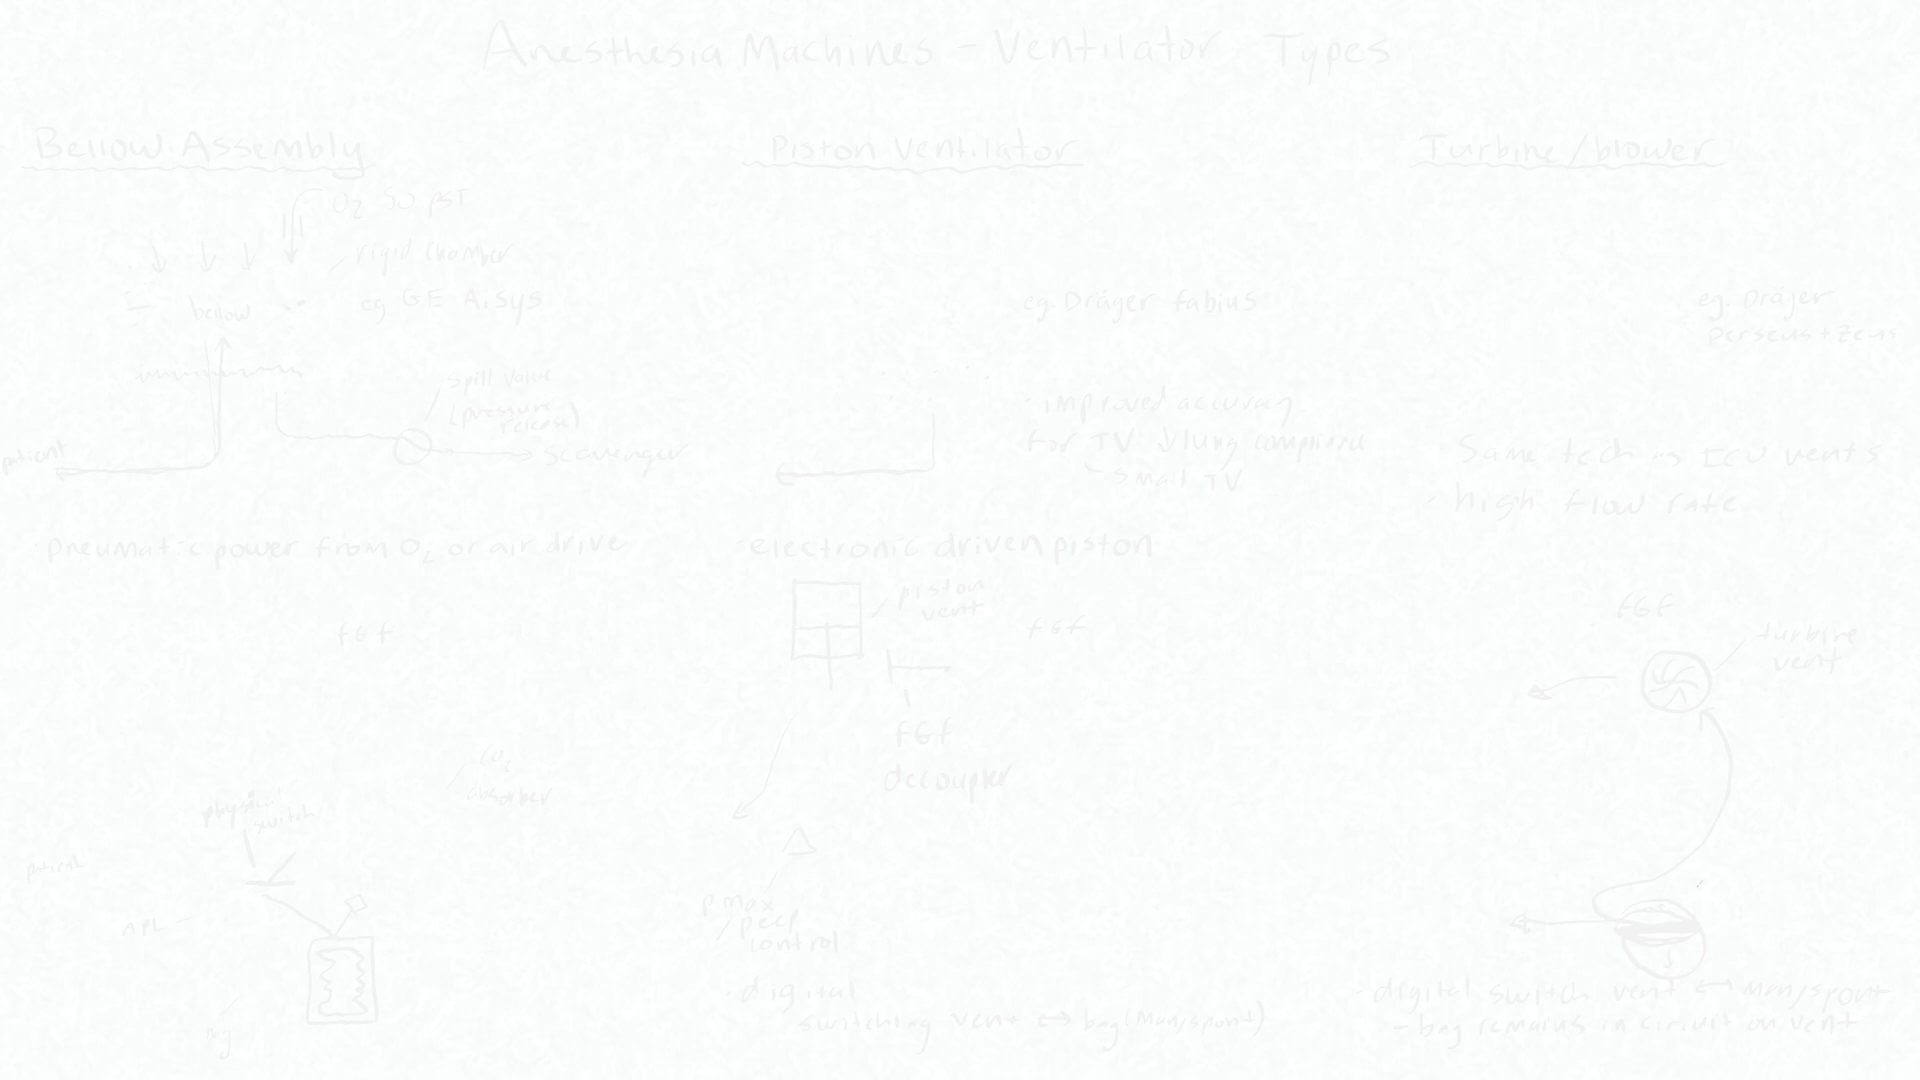 Anesthesia Machines - Ventilator Types
Bellow Assembly
O2 50 psi
rigid chamber
eg GE Aisys
bellow
spill valve
(pressure
release)
scavenger
patient
· pneumatic power from O2 or air drive
FGF
CO2
absorber
physical
switch
patient
APL
bag
Piston Ventilator
eg. Dräger fabius
· improved accuracy
for TV ↓lung compliance
small TV
· electronic driven piston
piston
vent
FGF
FGF
decoupler
p max
/peep
control
· digital
switching vent ↔ bag (Man/spont)
Turbine/blower
eg. Dräger
perseus + zeus
· Same tech as ICU vents
· high flow rate
FGF
turbine
vent
· digital switch vent ↔ man/spont
- bag remains in circuit on vent